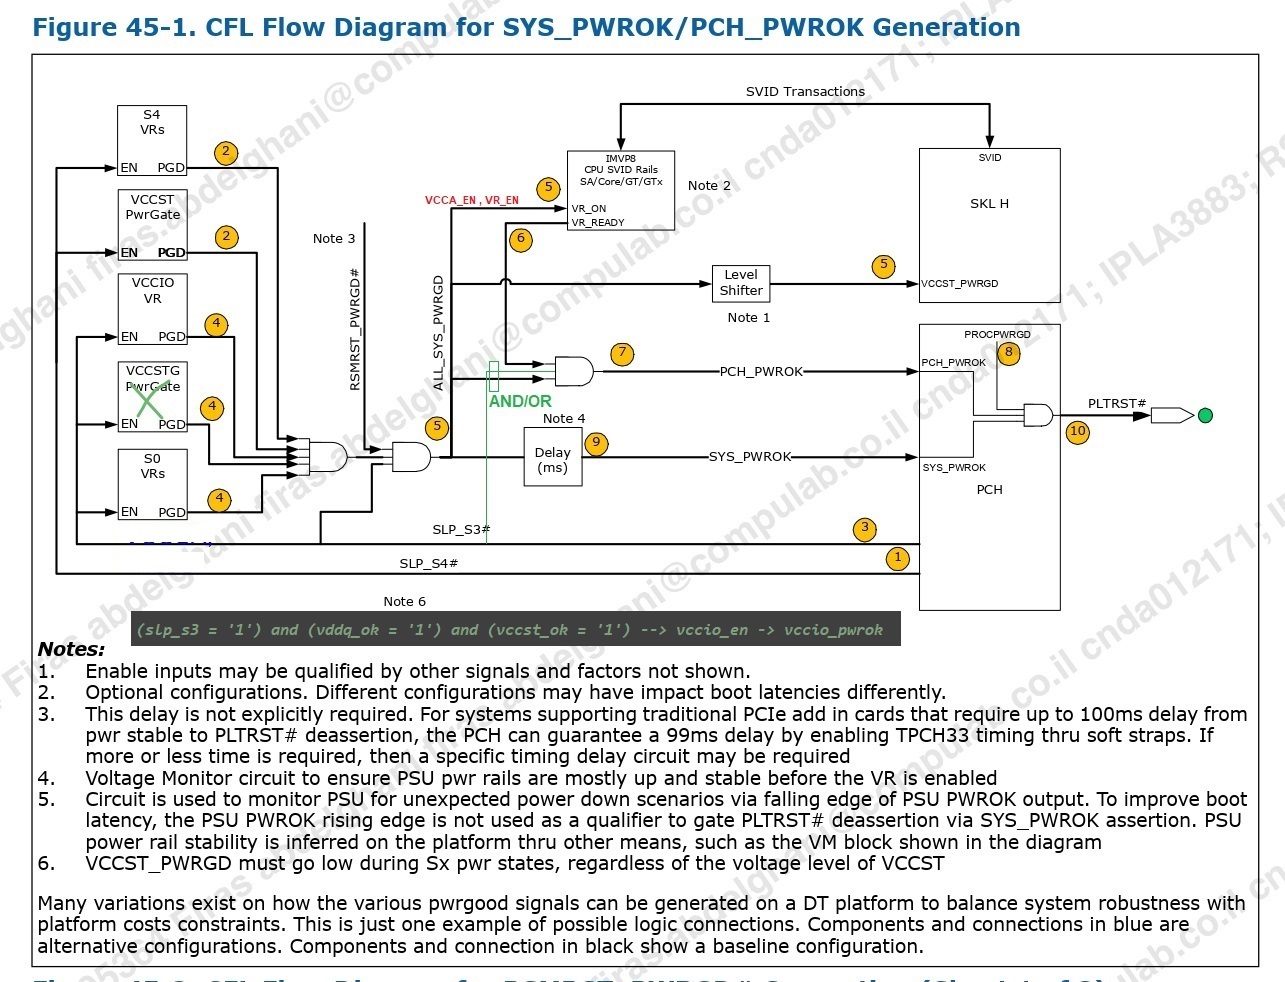 Figure 45-1. CFL Flow Diagram for SYS_PWROK/PCH_PWROK Generation
SVID Transactions
S4
VRs
EN PGD
2
VCCST
PwrGate
EN PGD
2
VCCIO
VR
EN PGD
4
VCCSTG
PwrGate
EN PGD
4
S0
VRs
EN PGD
4
Note 3
RSMRST_PWRGD#
ALL_SYS_PWRGD
5
VCCA_EN , VR_EN
5
IMVP8
CPU SVID Rails
SA/Core/GT/GTx
VR_ON
VR_READY
Note 2
6
Level
Shifter
Note 1
5
SVID
SKL H
VCCST_PWRGD
7
PCH_PWROK
AND/OR
Note 4
Delay
(ms)
9
SYS_PWROK
PROCPWRGD
8
PCH_PWROK
SYS_PWROK
PCH
PLTRST#
10
SLP_S3#
3
SLP_S4#
1
Note 6
(slp_s3 = '1') and (vddq_ok = '1') and (vccst_ok = '1') --> vccio_en -> vccio_pwrok
Notes:
1. Enable inputs may be qualified by other signals and factors not shown.
2. Optional configurations. Different configurations may have impact boot latencies differently.
3. This delay is not explicitly required. For systems supporting traditional PCIe add in cards that require up to 100ms delay from
pwr stable to PLTRST# deassertion, the PCH can guarantee a 99ms delay by enabling TPCH33 timing thru soft straps. If
more or less time is required, then a specific timing delay circuit may be required
4. Voltage Monitor circuit to ensure PSU pwr rails are mostly up and stable before the VR is enabled
5. Circuit is used to monitor PSU for unexpected power down scenarios via falling edge of PSU PWROK output. To improve boot
latency, the PSU PWROK rising edge is not used as a qualifier to gate PLTRST# deassertion via SYS_PWROK assertion. PSU
power rail stability is inferred on the platform thru other means, such as the VM block shown in the diagram
6. VCCST_PWRGD must go low during Sx pwr states, regardless of the voltage level of VCCST
Many variations exist on how the various pwrgood signals can be generated on a DT platform to balance system robustness with
platform costs constraints. This is just one example of possible logic connections. Components and connections in blue are
alternative configurations. Components and connection in black show a baseline configuration.
firas.abdelghani@compulab.co.il cnda012171; IPLA3883;